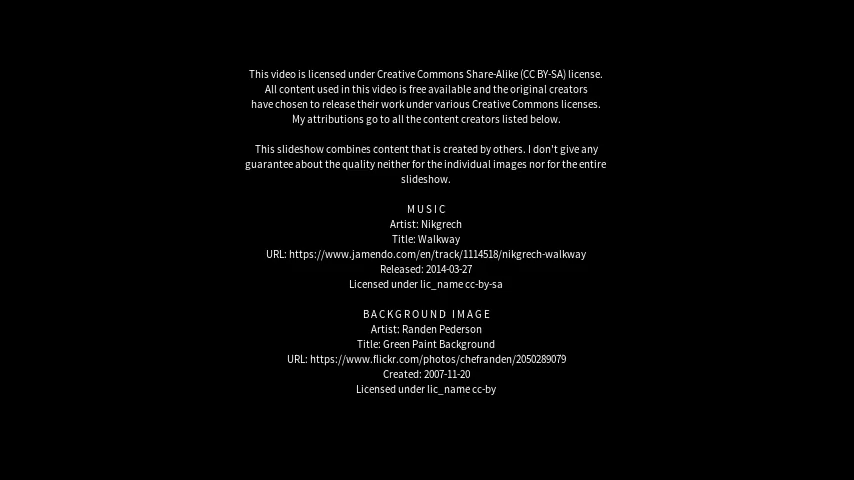 This video is licensed under Creative Commons Share-Alike (CC BY-SA) license.
All content used in this video is free available and the original creators
have chosen to release their work under various Creative Commons licenses.
My attributions go to all the content creators listed below.
This slideshow combines content that is created by others. I don't give any
guarantee about the quality neither for the individual images nor for the entire
slideshow.
MUSIC
Artist: Nikgrech
Title: Walkway
URL: https://www.jamendo.com/en/track/1114518/nikgrech-walkway
Released: 2014-03-27
Licensed under lic_name cc-by-sa
BACKGROUND IMAGE
Artist: Randen Pederson
Title: Green Paint Background
URL: https://www.flickr.com/photos/chefranden/2050289079
Created: 2007-11-20
Licensed under lic_name cc-by